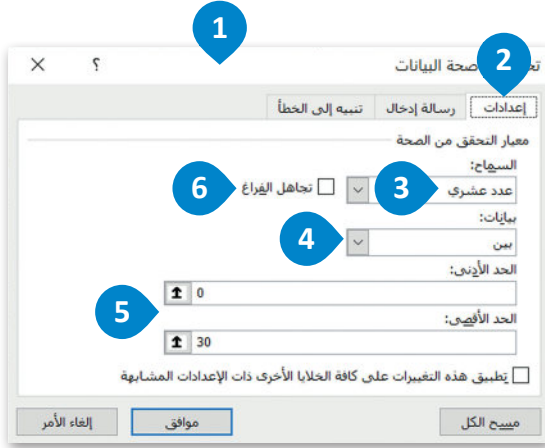 1
تحـ صحة البيانات 2
إعدادات رسالة إدخال تنبيه إلى الخطأ
معيار التحقق من الصحة
السماح:
عدد عشري 3 تجاهل الفراغ 6
بيانات:
بين 4
الحد الأدنى:
0
5
الحد الأقصى:
30
تطبيق هذه التغييرات على كافة الخلايا الأخرى ذات الإعدادات المشابهة
مسح الكل موافق إلغاء الأمر